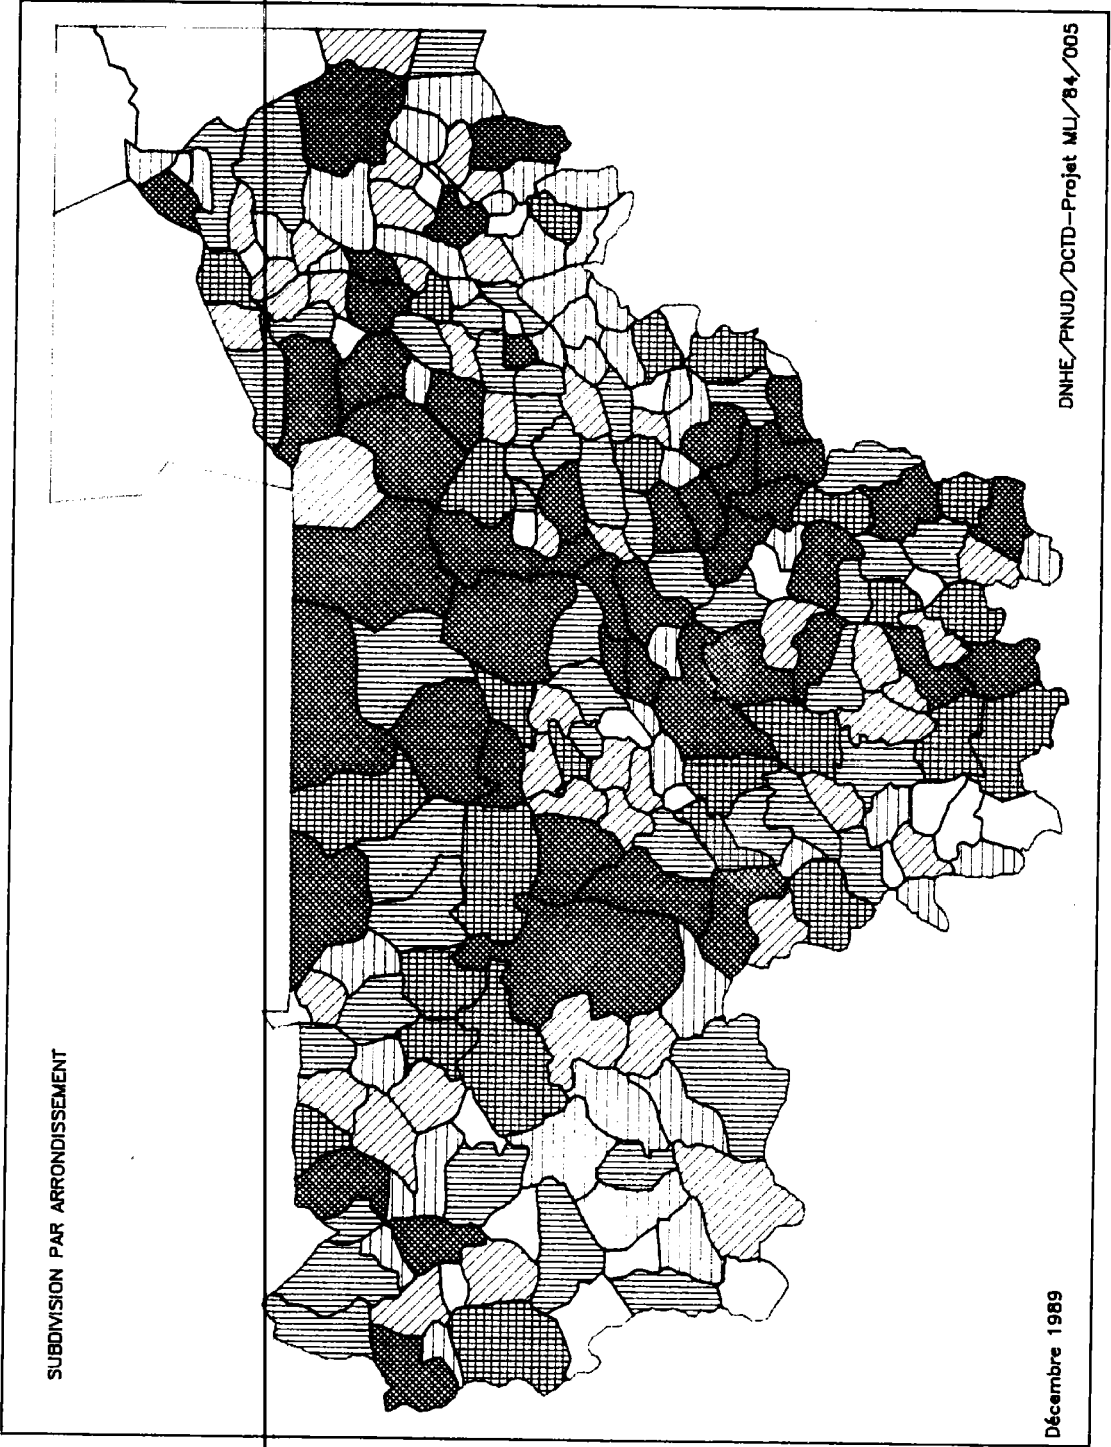 SUBDIVISION PAR ARRONDISSEMENT
Décembre 1989
DNHE/PNUD/DCTD-Projet MLI/84/005